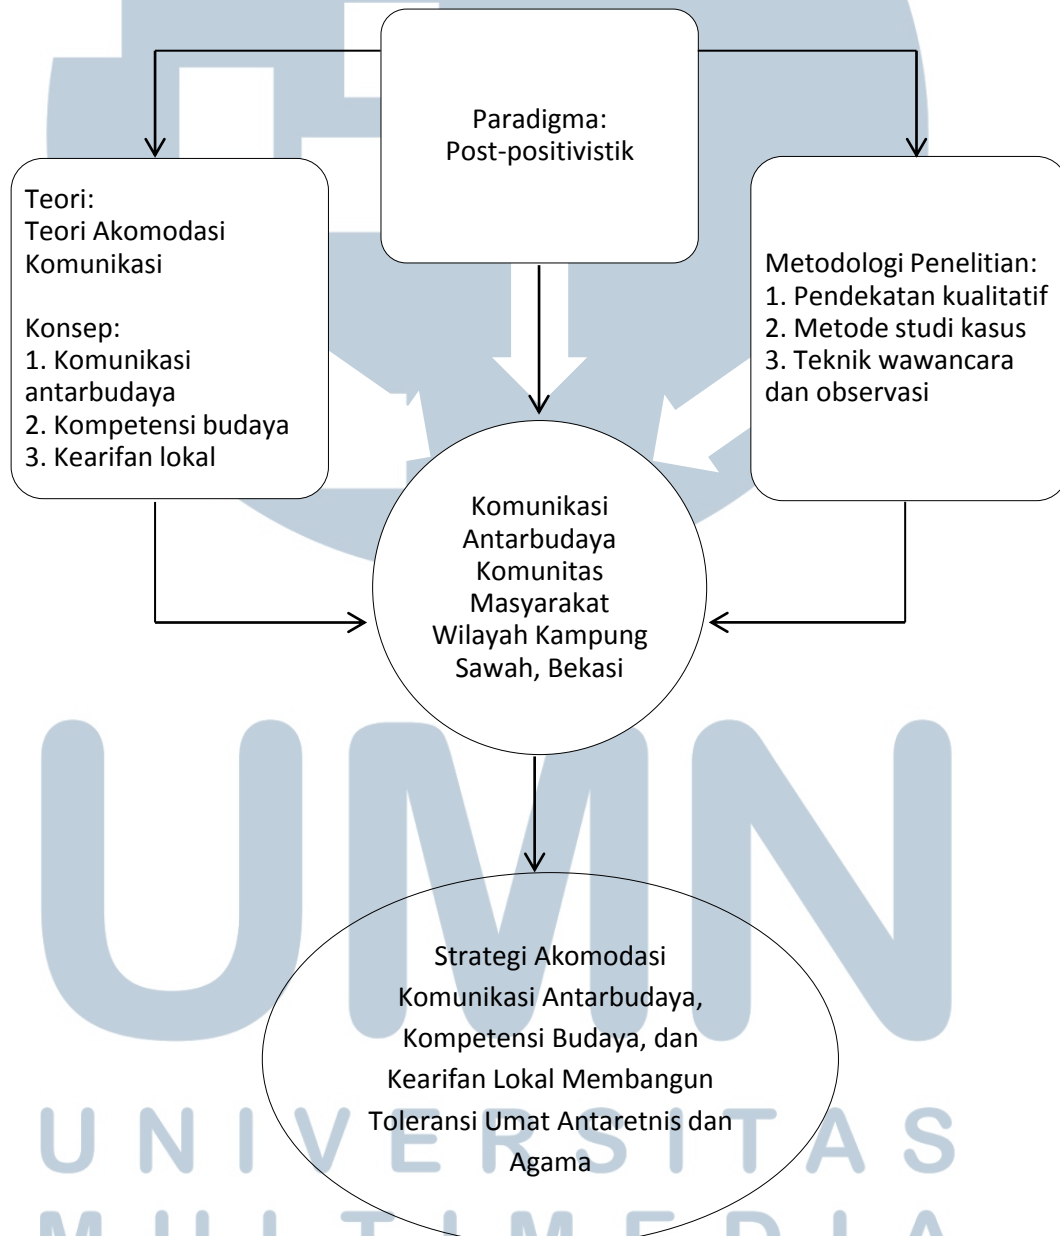 Paradigma:
Post-positivistik
Teori:
Teori Akomodasi
Komunikasi
Konsep:
1. Komunikasi
antarbudaya
2. Kompetensi budaya
3. Kearifan lokal
Metodologi Penelitian:
1. Pendekatan kualitatif
2. Metode studi kasus
3. Teknik wawancara
dan observasi
Komunikasi
Antarbudaya
Komunitas
Masyarakat
Wilayah Kampung
Sawah, Bekasi
Strategi Akomodasi
Komunikasi Antarbudaya,
Kompetensi Budaya, dan
Kearifan Lokal Membangun
Toleransi Umat Antaretnis dan
Agama
UMN
UNIVERSITAS
MULTIMEDIA